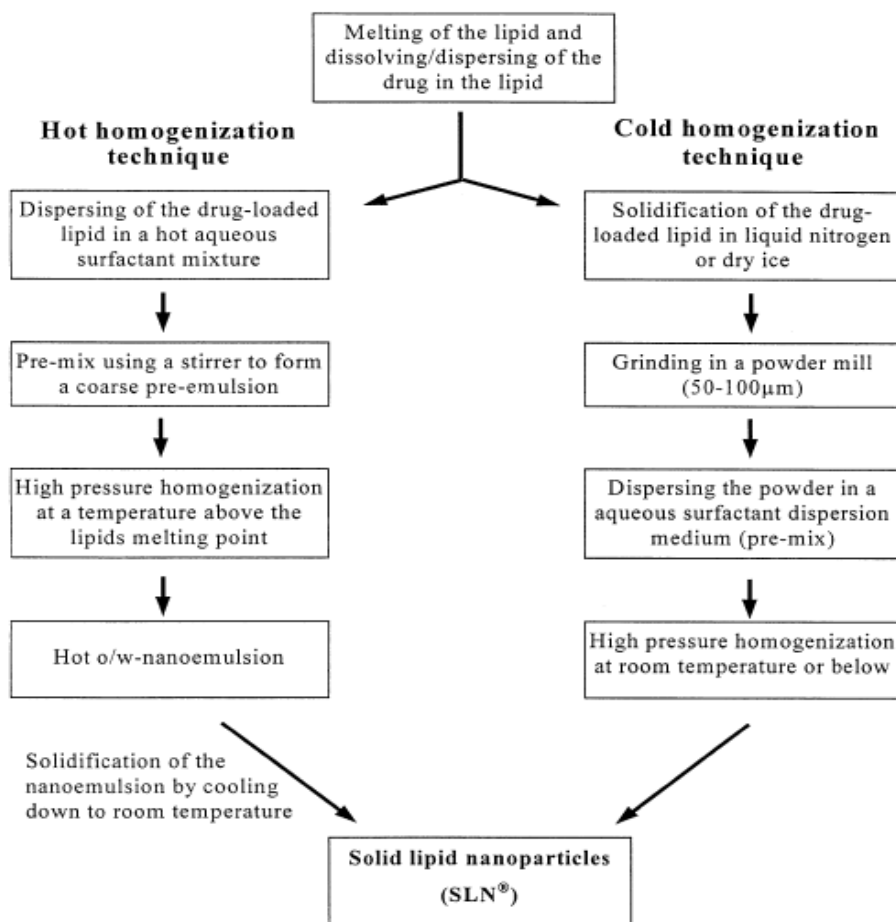 Melting of the lipid and
dissolving/dispersing of the
drug in the lipid
Hot homogenization
technique
Dispersing of the drug-loaded
lipid in a hot aqueous
surfactant mixture
Pre-mix using a stirrer to form
a coarse pre-emulsion
High pressure homogenization
at a temperature above the
lipids melting point
Hot o/w-nanoemulsion
Solidification of the
nanoemulsion by cooling
down to room temperature
Cold homogenization
technique
Solidification of the drug-
loaded lipid in liquid nitrogen
or dry ice
Grinding in a powder mill
(50-100µm)
Dispersing the powder in a
aqueous surfactant dispersion
medium (pre-mix)
High pressure homogenization
at room temperature or below
Solid lipid nanoparticles
(SLN®)